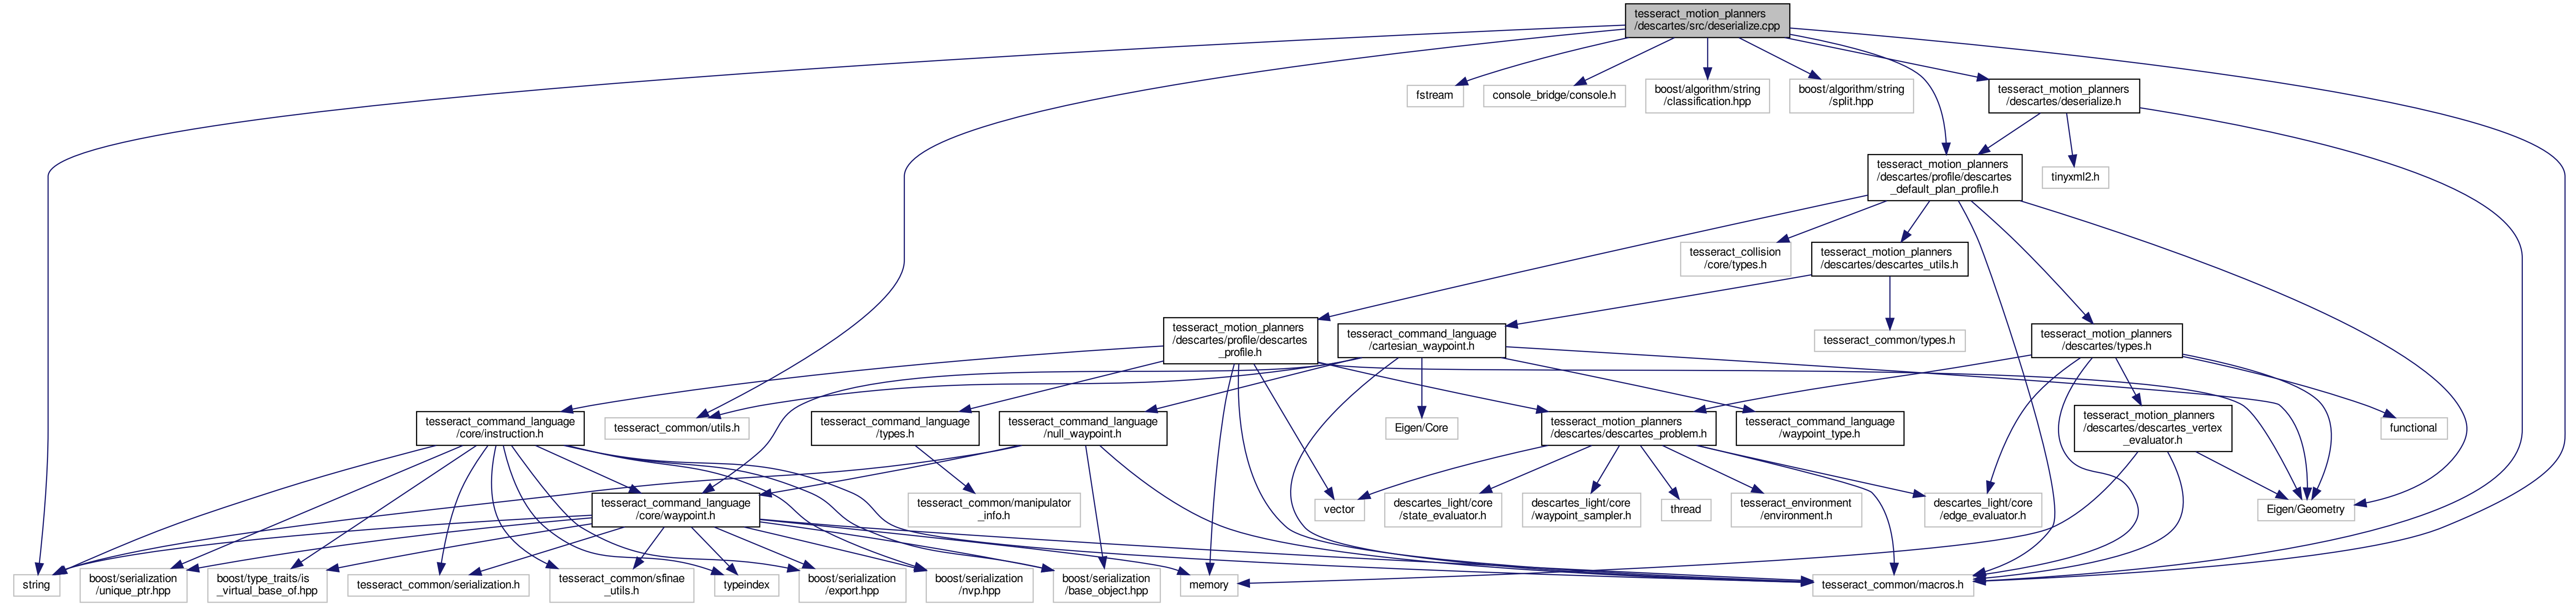 tesseract_motion_planners
/descartes/src/deserialize.cpp
fstream
console_bridge/console.h
boost/algorithm/string
/classification.hpp
boost/algorithm/string
/split.hpp
tesseract_motion_planners
/descartes/deserialize.h
tesseract_motion_planners
/descartes/profile/descartes
_default_plan_profile.h
tinyxml2.h
tesseract_collision
/core/types.h
tesseract_motion_planners
/descartes/descartes_utils.h
tesseract_motion_planners
/descartes/profile/descartes
_profile.h
tesseract_command_language
/cartesian_waypoint.h
tesseract_common/types.h
tesseract_motion_planners
/descartes/types.h
tesseract_command_language
/core/instruction.h
tesseract_common/utils.h
tesseract_command_language
/types.h
tesseract_command_language
/null_waypoint.h
Eigen/Core
tesseract_motion_planners
/descartes/descartes_problem.h
tesseract_command_language
/waypoint_type.h
tesseract_motion_planners
/descartes/descartes_vertex
_evaluator.h
functional
tesseract_command_language
/core/waypoint.h
tesseract_common/manipulator
_info.h
vector
descartes_light/core
/state_evaluator.h
descartes_light/core
/waypoint_sampler.h
thread
tesseract_environment
/environment.h
descartes_light/core
/edge_evaluator.h
Eigen/Geometry
string
boost/serialization
/unique_ptr.hpp
boost/type_traits/is
_virtual_base_of.hpp
tesseract_common/serialization.h
tesseract_common/sfinae
_utils.h
typeindex
boost/serialization
/export.hpp
boost/serialization
/nvp.hpp
boost/serialization
/base_object.hpp
memory
tesseract_common/macros.h